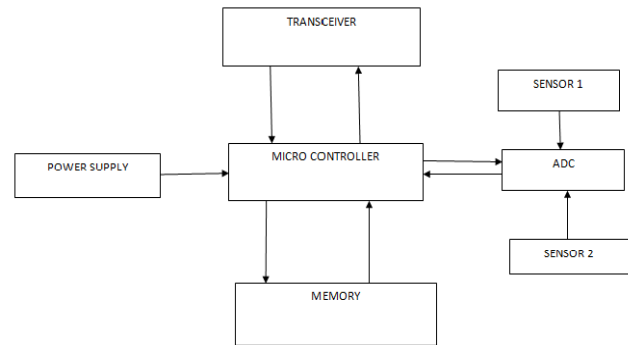 TRANSCEIVER
SENSOR 1
MICRO CONTROLLER
POWER SUPPLY
ADC
SENSOR 2
MEMORY